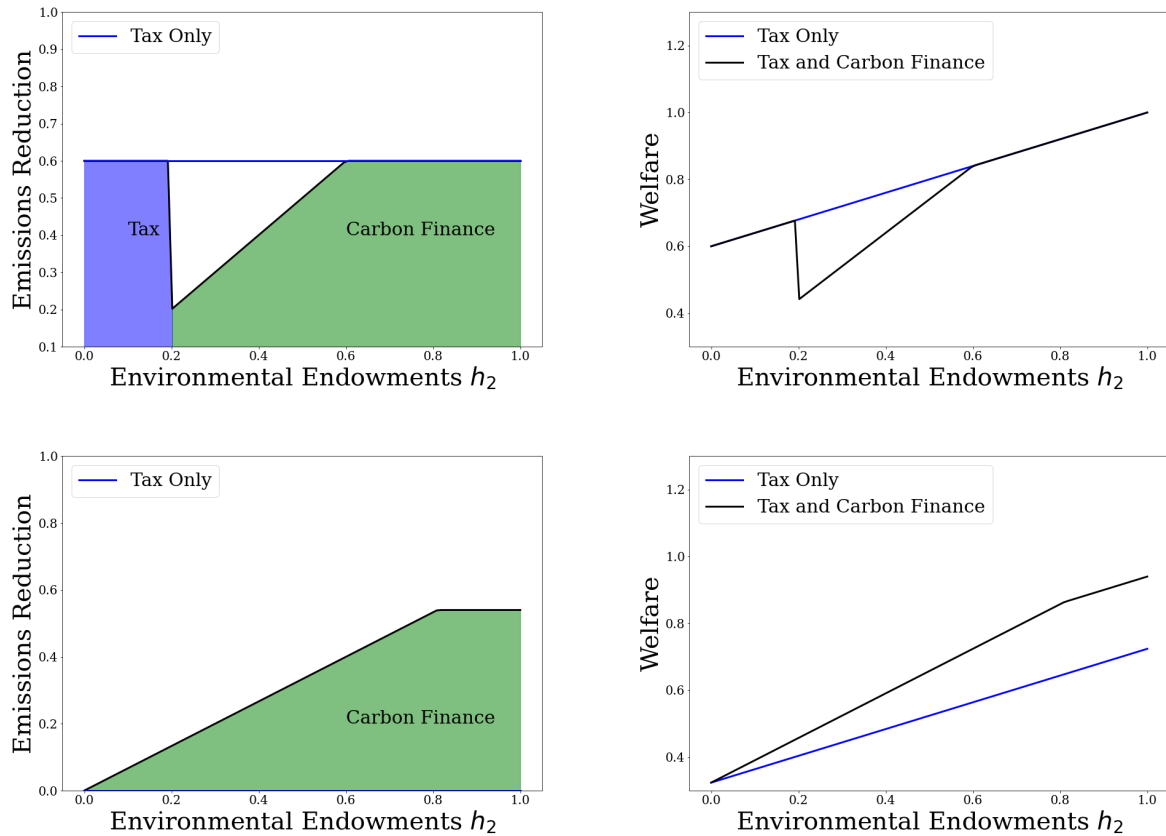 Emissions Reduction
1.0
0.9
0.8
0.7
0.6
0.5
0.4
0.3
0.2
0.1
Tax Only
Tax
Carbon Finance
0.0 0.2 0.4 0.6 0.8 1.0
Environmental Endowments h₂
Welfare
1.2
1.0
0.8
0.6
0.4
Tax Only
Tax and Carbon Finance
0.0 0.2 0.4 0.6 0.8 1.0
Environmental Endowments h₂
Emissions Reduction
1.0
0.8
0.6
0.4
0.2
0.0
Tax Only
Carbon Finance
0.0 0.2 0.4 0.6 0.8 1.0
Environmental Endowments h₂
Welfare
1.2
1.0
0.8
0.6
0.4
Tax Only
Tax and Carbon Finance
0.0 0.2 0.4 0.6 0.8 1.0
Environmental Endowments h₂